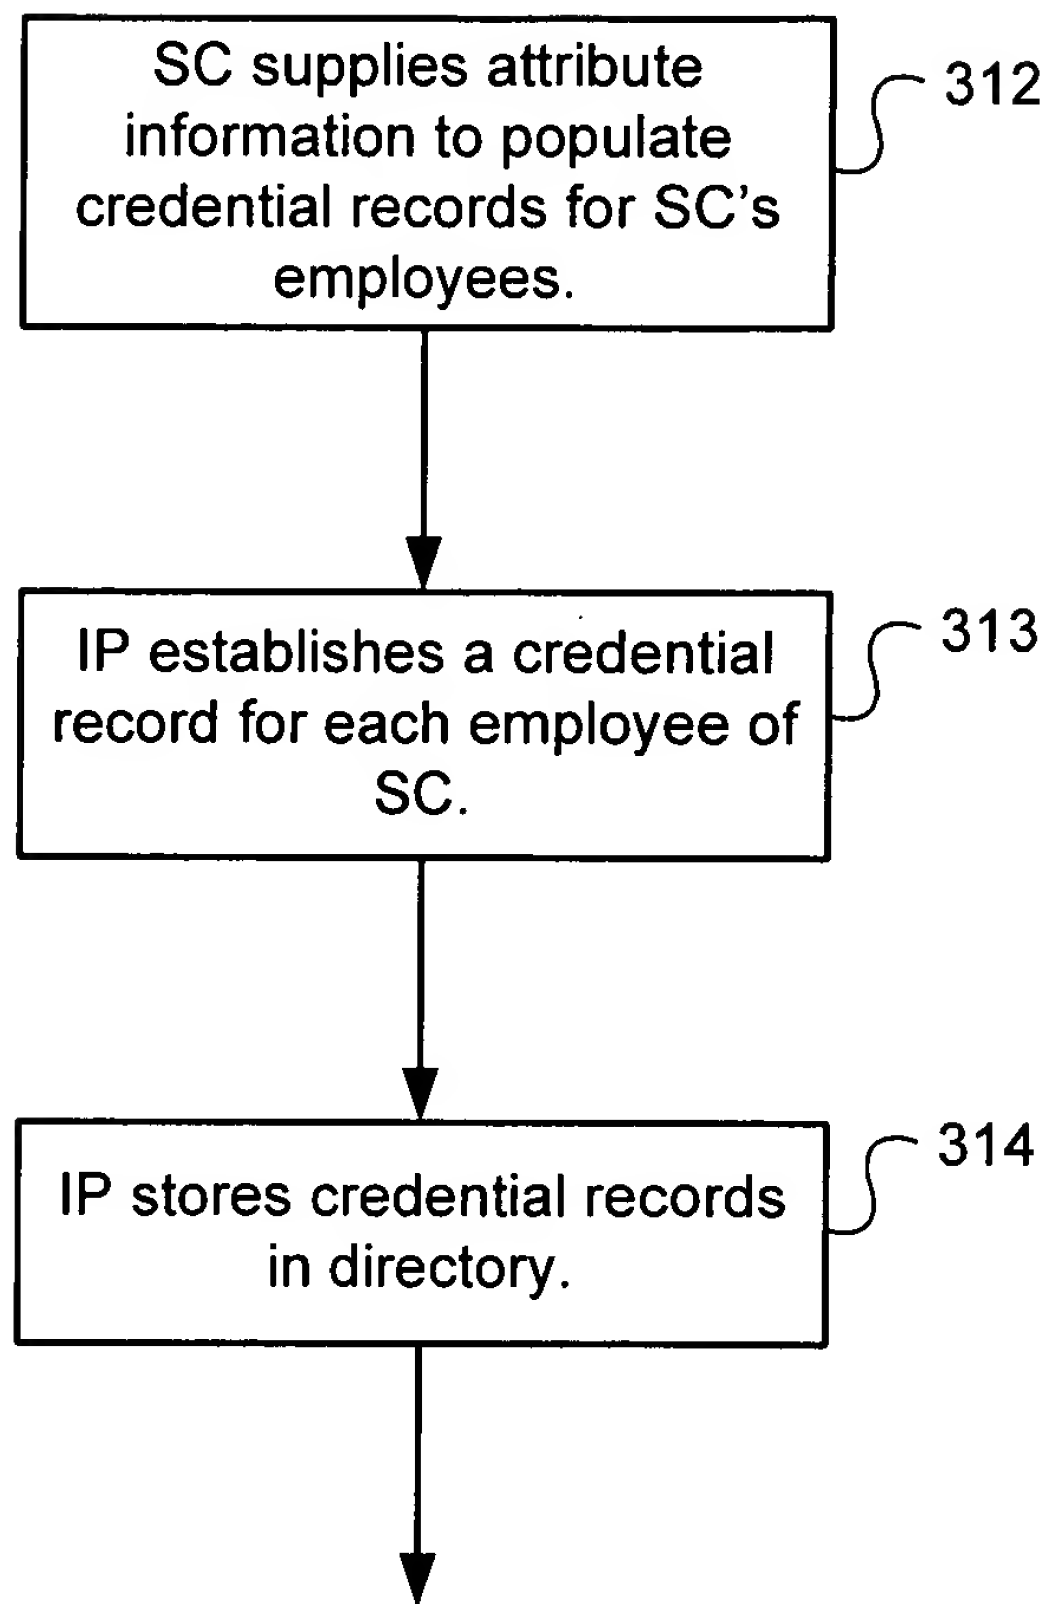 SC supplies attribute
information to populate
credential records for SC's
employees.
312
IP establishes a credential
record for each employee of
SC.
313
IP stores credential records
in directory.
314